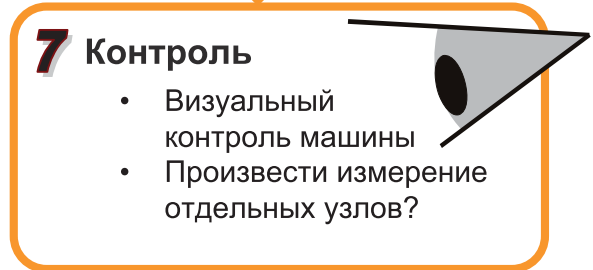 7 Контроль
• Визуальный
контроль машины
• Произвести измерение
отдельных узлов?